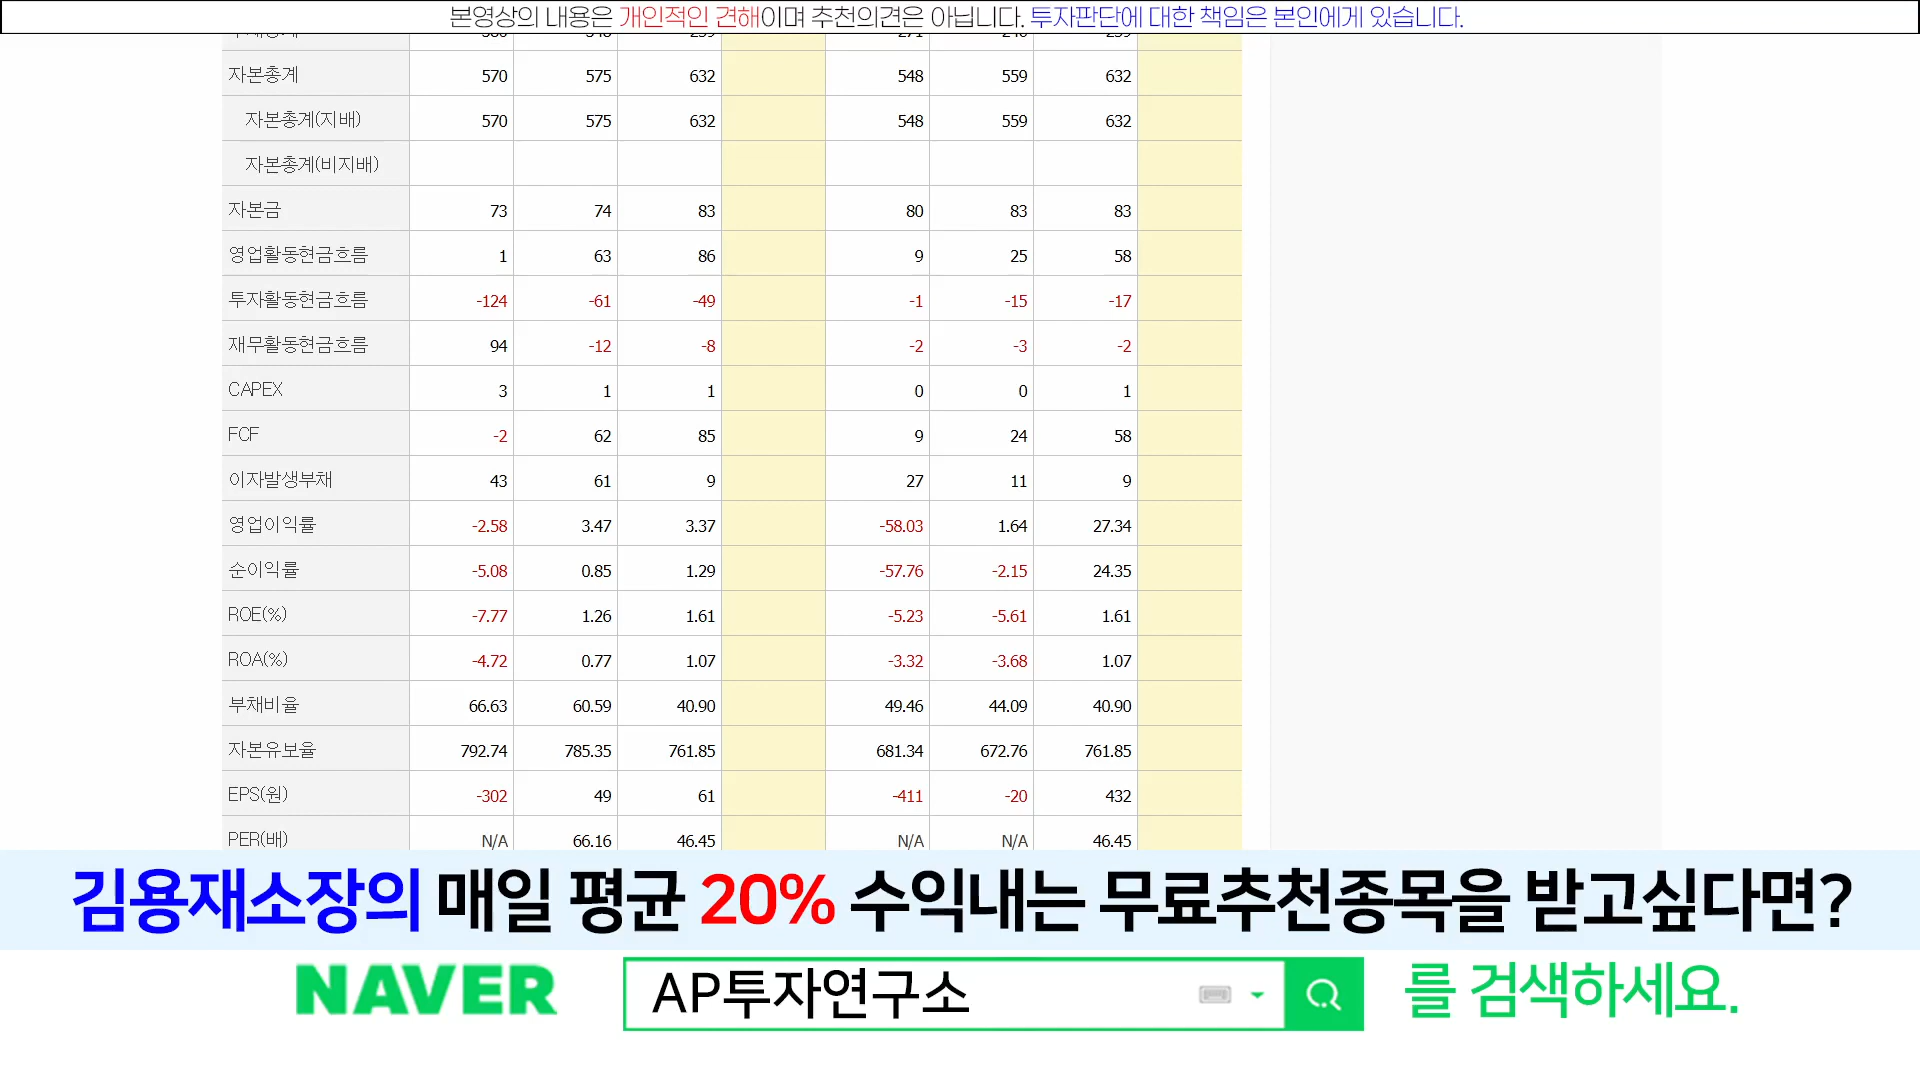 본영상의 내용은 개인적인 견해이며 추천의견은 아닙니다. 투자판단에 대한 책임은 본인에게 있습니다.
자본총계 570 575 632 548 559 632
자본총계(지배) 570 575 632 548 559 632
자본총계(비지배)
자본금 73 74 83 80 83 83
영업활동현금흐름 1 63 86 9 25 58
투자활동현금흐름 -124 -61 -49 -1 -15 -17
재무활동현금흐름 94 -12 -8 -2 -3 -2
CAPEX 3 1 1 0 0 1
FCF -2 62 85 9 24 58
이자발생부채 43 61 9 27 11 9
영업이익률 -2.58 3.47 3.37 -58.03 1.64 27.34
순이익률 -5.08 0.85 1.29 -57.76 -2.15 24.35
ROE(%) -7.77 1.26 1.61 -5.23 -5.61 1.61
ROA(%) -4.72 0.77 1.07 -3.32 -3.68 1.07
부채비율 66.63 60.59 40.90 49.46 44.09 40.90
자본유보율 792.74 785.35 761.85 681.34 672.76 761.85
EPS(원) -302 49 61 -411 -20 432
PER(배) N/A 66.16 46.45 N/A N/A 46.45
김용재소장의 매일 평균 20% 수익내는 무료추천종목을 받고싶다면?
NAVER AP투자연구소 를 검색하세요.